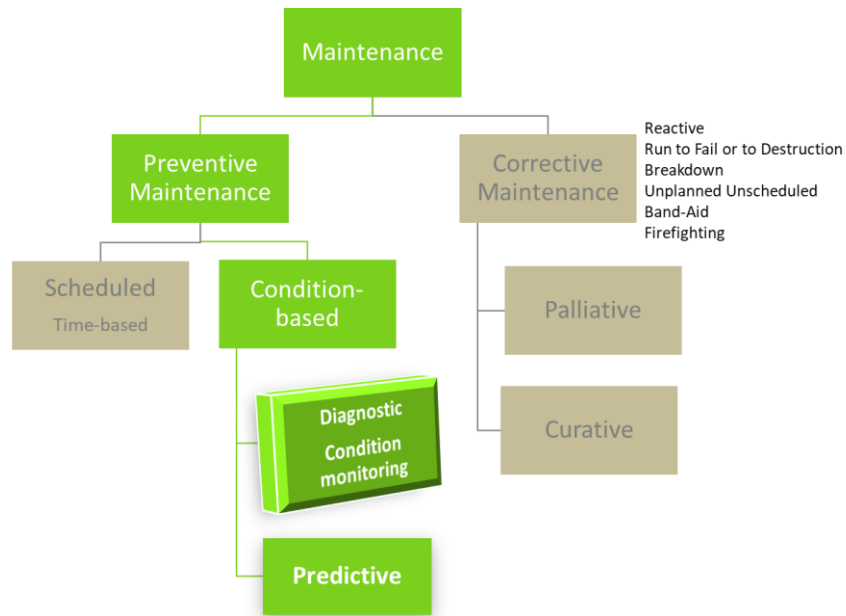 Maintenance
Preventive
Maintenance
Corrective
Maintenance
Reactive
Run to Fail or to Destruction
Breakdown
Unplanned Unscheduled
Band-Aid
Firefighting
Scheduled
Time-based
Condition-
based
Palliative
Diagnostic
Condition
monitoring
Curative
Predictive